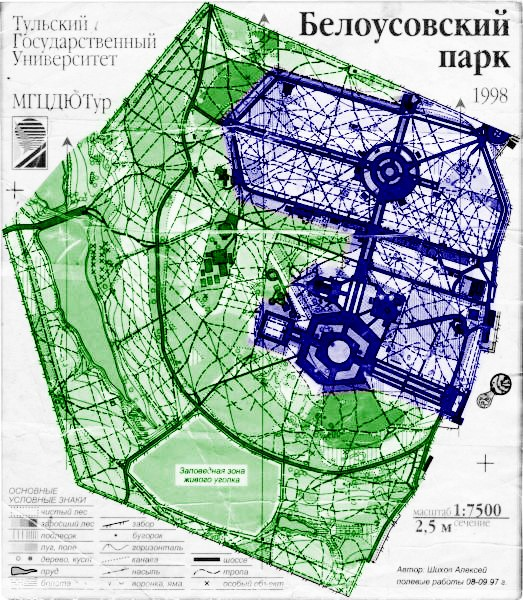 Тульский
Государственный
Университет
МГЦДЮТур
Белоусовский
парк
1998
Заповедная зона
живого уголка
ОСНОВНЫЕ
УСЛОВНЫЕ ЗНАКИ
чистый лес
заросший лес
подлесок
луг, поле
дерево, куст
пруд
болото
забор
бугорок
горизонталь
канава
насыпь
воронка, яма
шоссе
тропа
особый объект
масштаб 1:7500
2,5 м сечение
Автор: Шихов Алексей
полевые работы 08-09.97 г.